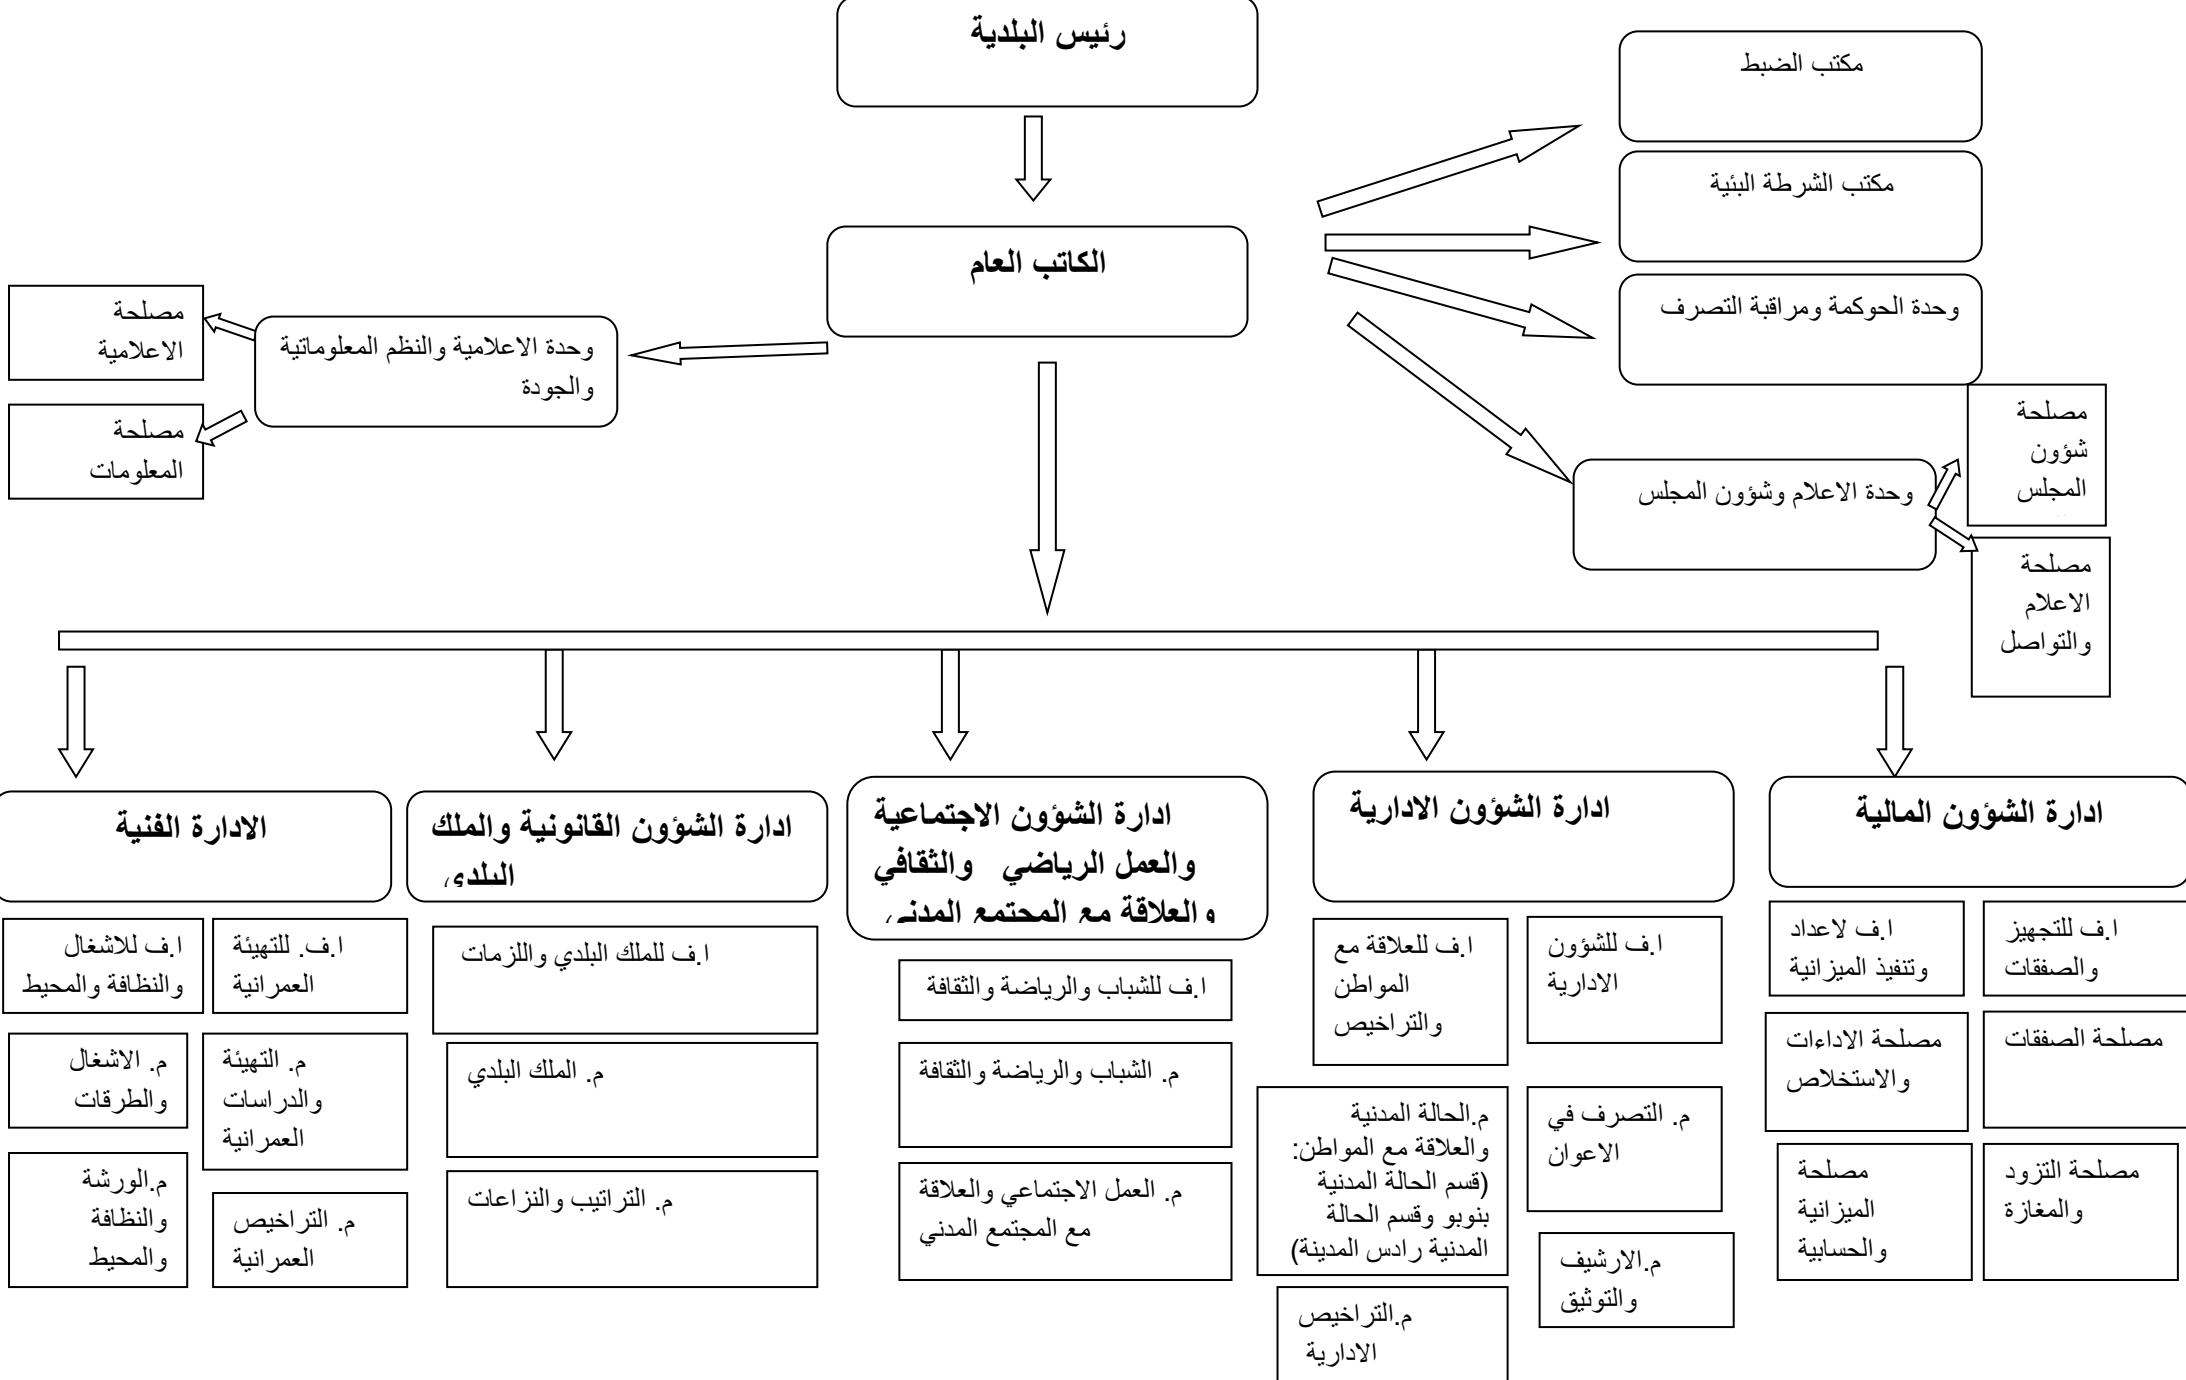 رئيس البلدية
مكتب الضبط
مكتب الشرطة البئية
الكاتب العام
وحدة الحوكمة ومراقبة التصرف
وحدة الاعلامية والنظم المعلوماتية
والجودة
مصلحة
الاعلامية
مصلحة
المعلومات
وحدة الاعلام وشؤون المجلس
مصلحة
شؤون
المجلس
مصلحة
الاعلام
والتواصل
ادارة الشؤون المالية
ادارة الشؤون الادارية
ادارة الشؤون الاجتماعية
والعمل الرياضي والثقافي
والعلاقة مع المجتمع المدني
ادارة الشؤون القانونية والملك
البلدي
الادارة الفنية
ا.ف للتجهيز
والصفقات
ا.ف لاعداد
وتنفيذ الميزانية
مصلحة الصفقات
مصلحة الاداءات
والاستخلاص
مصلحة التزود
والمغازة
مصلحة
الميزانية
والحسابية
ا.ف للشؤون
الادارية
ا.ف للعلاقة مع
المواطن
والتراخيص
م. التصرف في
الاعوان
م.الحالة المدنية
والعلاقة مع المواطن:
(قسم الحالة المدنية
بنوبو وقسم الحالة
المدنية رادس المدينة)
م.الارشيف
والتوثيق
م.التراخيص
الادارية
ا.ف للشباب والرياضة والثقافة
م. الشباب والرياضة والثقافة
م. العمل الاجتماعي والعلاقة
مع المجتمع المدني
ا.ف للملك البلدي واللزمات
م. الملك البلدي
م. التراتيب والنزاعات
ا.ف. للتهيئة
العمرانية
ا.ف للاشغال
والنظافة والمحيط
م. التهيئة
والدراسات
العمرانية
م. الاشغال
والطرقات
م. التراخيص
العمرانية
م.الورشة
والنظافة
والمحيط